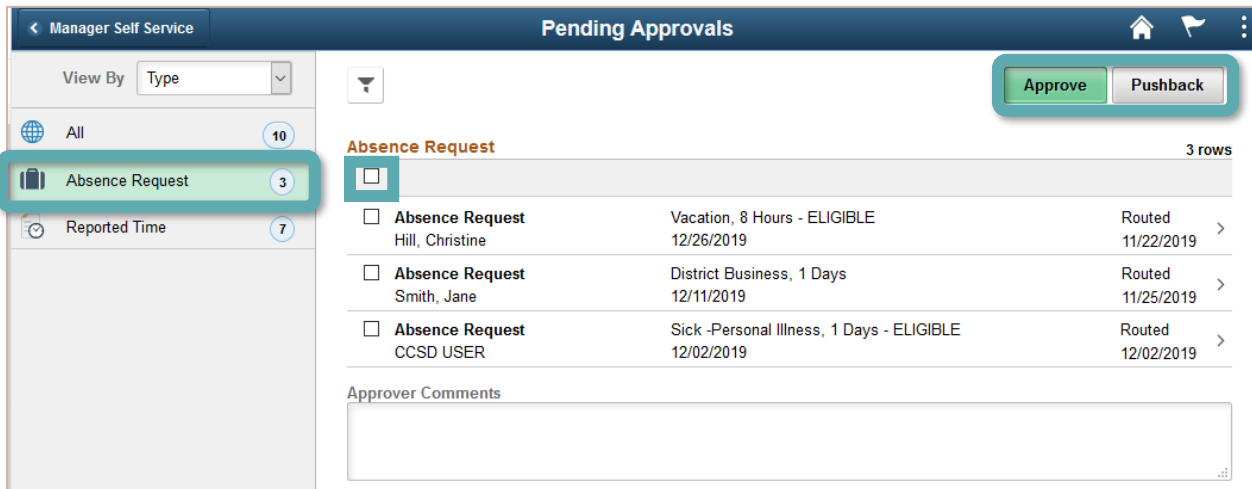 Manager Self Service
Pending Approvals
View By Type
Approve Pushback
All 10
Absence Request 3 rows
Absence Request 3
Absence Request Vacation, 8 Hours - ELIGIBLE Routed
Hill, Christine 12/26/2019 11/22/2019
Reported Time 7
Absence Request District Business, 1 Days Routed
Smith, Jane 12/11/2019 11/25/2019
Absence Request Sick -Personal Illness, 1 Days - ELIGIBLE Routed
CCSD USER 12/02/2019 12/02/2019
Approver Comments